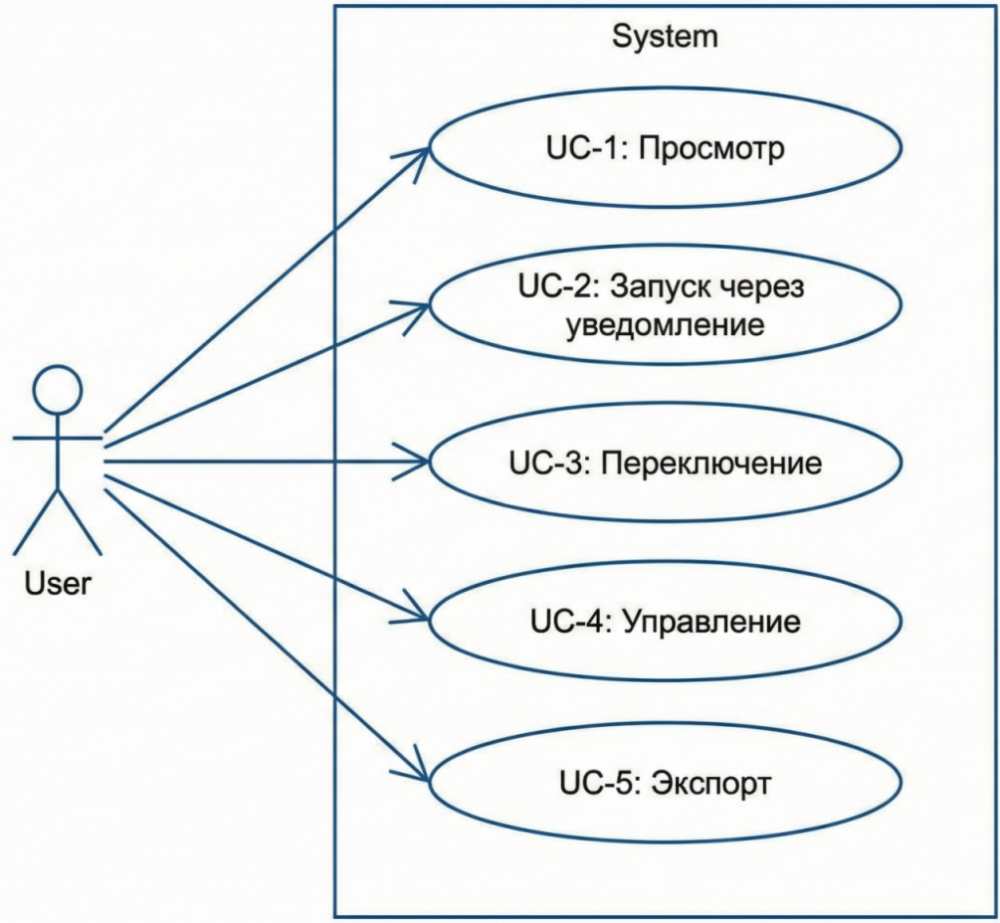 System
UC-1: Просмотр
UC-2: Запуск через
уведомление
UC-3: Переключение
UC-4: Управление
UC-5: Экспорт
User